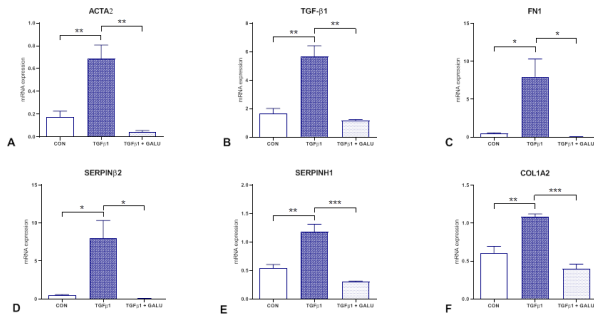 ACTA2
**
**
mRNA expression
1.0
0.8
0.6
0.4
0.2
0.0
CON
TGFβ1
TGFβ1 + GALU
A
TGF-β1
**
**
mRNA expression
8
6
4
2
0
CON
TGFβ1
TGFβ1 + GALU
B
FN1
*
*
mRNA expression
15
10
5
0
CON
TGFβ1
TGFβ1 + GALU
C
SERPINβ2
*
*
mRNA expression
15
10
5
0
CON
TGFβ1
TGFβ1 + GALU
D
SERPINH1
**
***
mRNA expression
2.0
1.5
1.0
0.5
0.0
CON
TGFβ1
TGFβ1 + GALU
E
COL1A2
**
***
mRNA expression
1.5
1.0
0.5
0.0
CON
TGFβ1
TGFβ1 + GALU
F